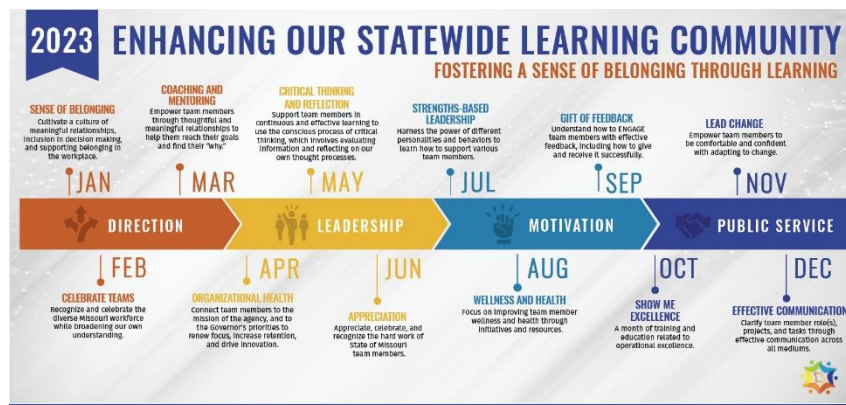 2023
ENHANCING OUR STATEWIDE LEARNING COMMUNITY
FOSTERING A SENSE OF BELONGING THROUGH LEARNING
SENSE OF BELONGING
Cultivate a culture of
meaningful relationships,
inclusion in decision making,
and supporting belonging in
the workplace.
JAN
COACHING AND
MENTORING
Empower team members
through thoughtful and
meaningful relationships to
help them reach their goals
and find their "why."
MAR
CRITICAL THINKING
AND REFLECTION
Support team members in
continuous and effective learning to
use the conscious process of critical
thinking, which involves evaluating
information and reflecting on our
own thought processes.
MAY
STRENGTHS-BASED
LEADERSHIP
Harness the power of different
personalities and behaviors to
learn how to support various
team members.
JUL
GIFT OF FEEDBACK
Understand how to ENGAGE
team members with effective
feedback, including how to give
and receive it successfully.
SEP
LEAD CHANGE
Empower team members to
be comfortable and confident
with adapting to change.
NOV
DIRECTION
LEADERSHIP
MOTIVATION
PUBLIC SERVICE
FEB
CELEBRATE TEAMS
Recognize and celebrate the
diverse Missouri workforce
while broadening our own
understanding.
APR
ORGANIZATIONAL HEALTH
Connect team members to the
mission of the agency, and to
the Governor's priorities to
renew focus, increase retention,
and drive innovation.
JUN
APPRECIATION
Appreciate, celebrate, and
recognize the hard work of
State of Missouri
team members.
AUG
WELLNESS AND HEALTH
Focus on improving team member
wellness and health through
initiatives and resources.
OCT
SHOW ME
EXCELLENCE
A month of training and
education related to
operational excellence.
DEC
EFFECTIVE COMMUNICATION
Clarify team member role(s),
projects, and tasks through
effective communication across
all mediums.